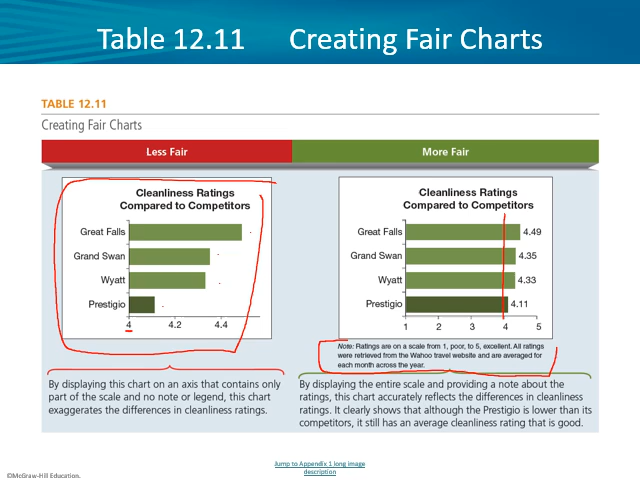 Table 12.11 Creating Fair Charts
TABLE 12.11
Creating Fair Charts
Less Fair
More Fair
Cleanliness Ratings
Compared to Competitors
Great Falls
Grand Swan
Wyatt
Prestigio
4 4.2 4.4
By displaying this chart on an axis that contains only
part of the scale and no note or legend, this chart
exaggerates the differences in cleanliness ratings.
Cleanliness Ratings
Compared to Competitors
Great Falls 4.49
Grand Swan 4.35
Wyatt 4.33
Prestigio 4.11
1 2 3 4 5
Note: Ratings are on a scale from 1, poor, to 5, excellent. All ratings
were retrieved from the Wahoo travel website and are averaged for
each month across the year.
By displaying the entire scale and providing a note about the
ratings, this chart accurately reflects the differences in cleanliness
ratings. It clearly shows that although the Prestigio is lower than its
competitors, it still has an average cleanliness rating that is good.
Jump to Appendix 1 long image
description
©McGraw-Hill Education.